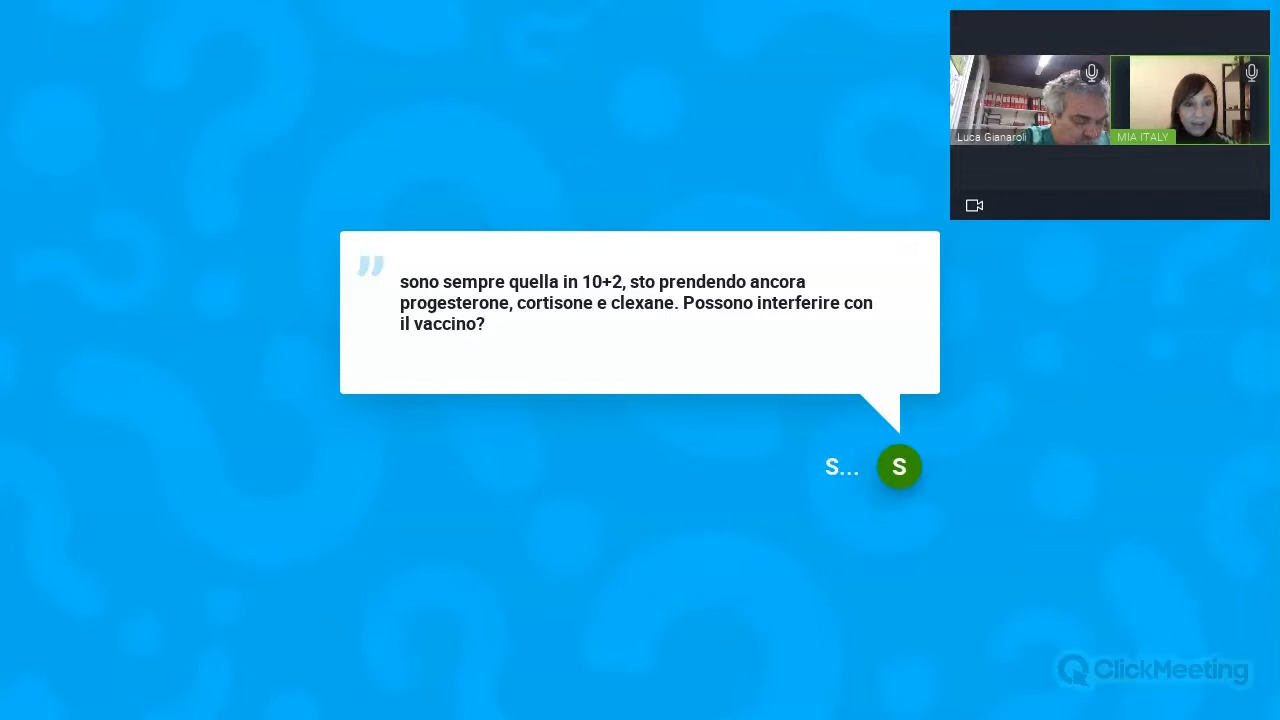 Luca Gianaroli
MIA ITALY
sono sempre quella in 10+2, sto prendendo ancora
progesterone, cortisone e clexane. Possono interferire con
il vaccino?
S...
S
ClickMeeting